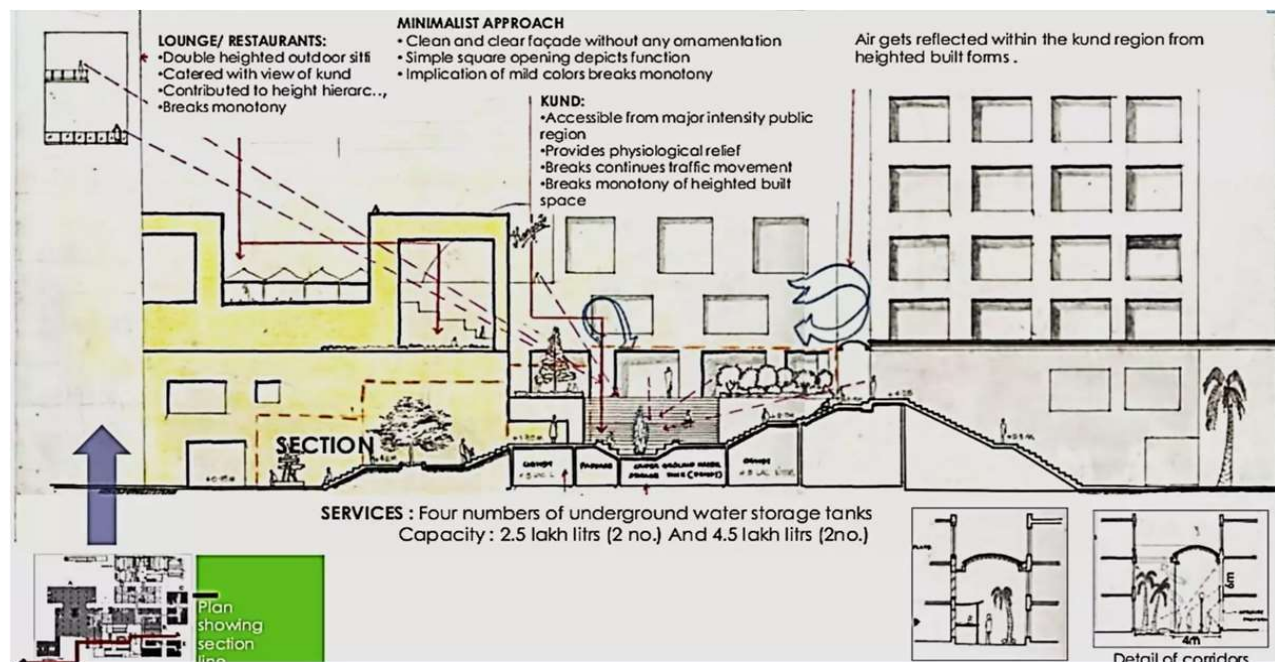 LOUNGE/ RESTAURANTS:
•Double heighted outdoor sitti
•Catered with view of kund
•Contributed to height hierarc..,
•Breaks monotony
MINIMALIST APPROACH
• Clean and clear façade without any ornamentation
• Simple square opening depicts function
• Implication of mild colors breaks monotony
Air gets reflected within the kund region from
heighted built forms .
KUND:
•Accessible from major intensity public
region
•Provides physiological relief
•Breaks continues traffic movement
•Breaks monotony of heighted built
space
SECTION
SERVICES : Four numbers of underground water storage tanks
Capacity : 2.5 lakh litrs (2 no.) And 4.5 lakh litrs (2no.)
Plan
showing
section
line
6m
4m
Detail of corridors